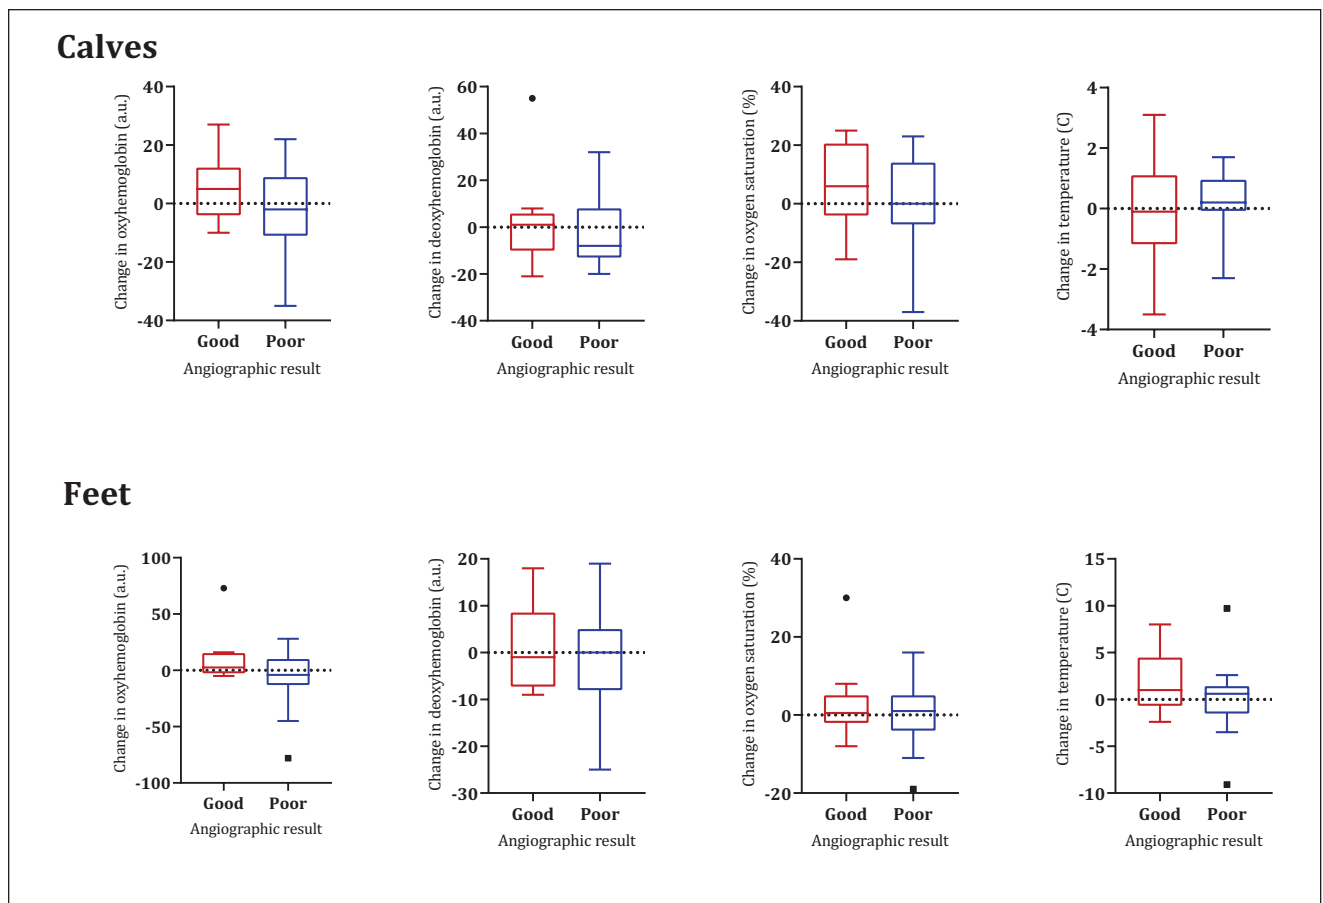 Calves
Change in oxyhemoglobin (a.u.)
40
20
0
-20
-40
Good Poor
Angiographic result
Change in deoxyhemoglobin (a.u.)
60
40
20
0
-20
-40
Good Poor
Angiographic result
Change in oxygen saturation (%)
40
20
0
-20
-40
Good Poor
Angiographic result
Change in temperature (C)
4
2
0
-2
-4
Good Poor
Angiographic result
Feet
Change in oxyhemoglobin (a.u.)
100
50
0
-50
-100
Good Poor
Angiographic result
Change in deoxyhemoglobin (a.u.)
20
10
0
-10
-20
-30
Good Poor
Angiographic result
Change in oxygen saturation (%)
40
20
0
-20
Good Poor
Angiographic result
Change in temperature (C)
15
10
5
0
-5
-10
Good Poor
Angiographic result